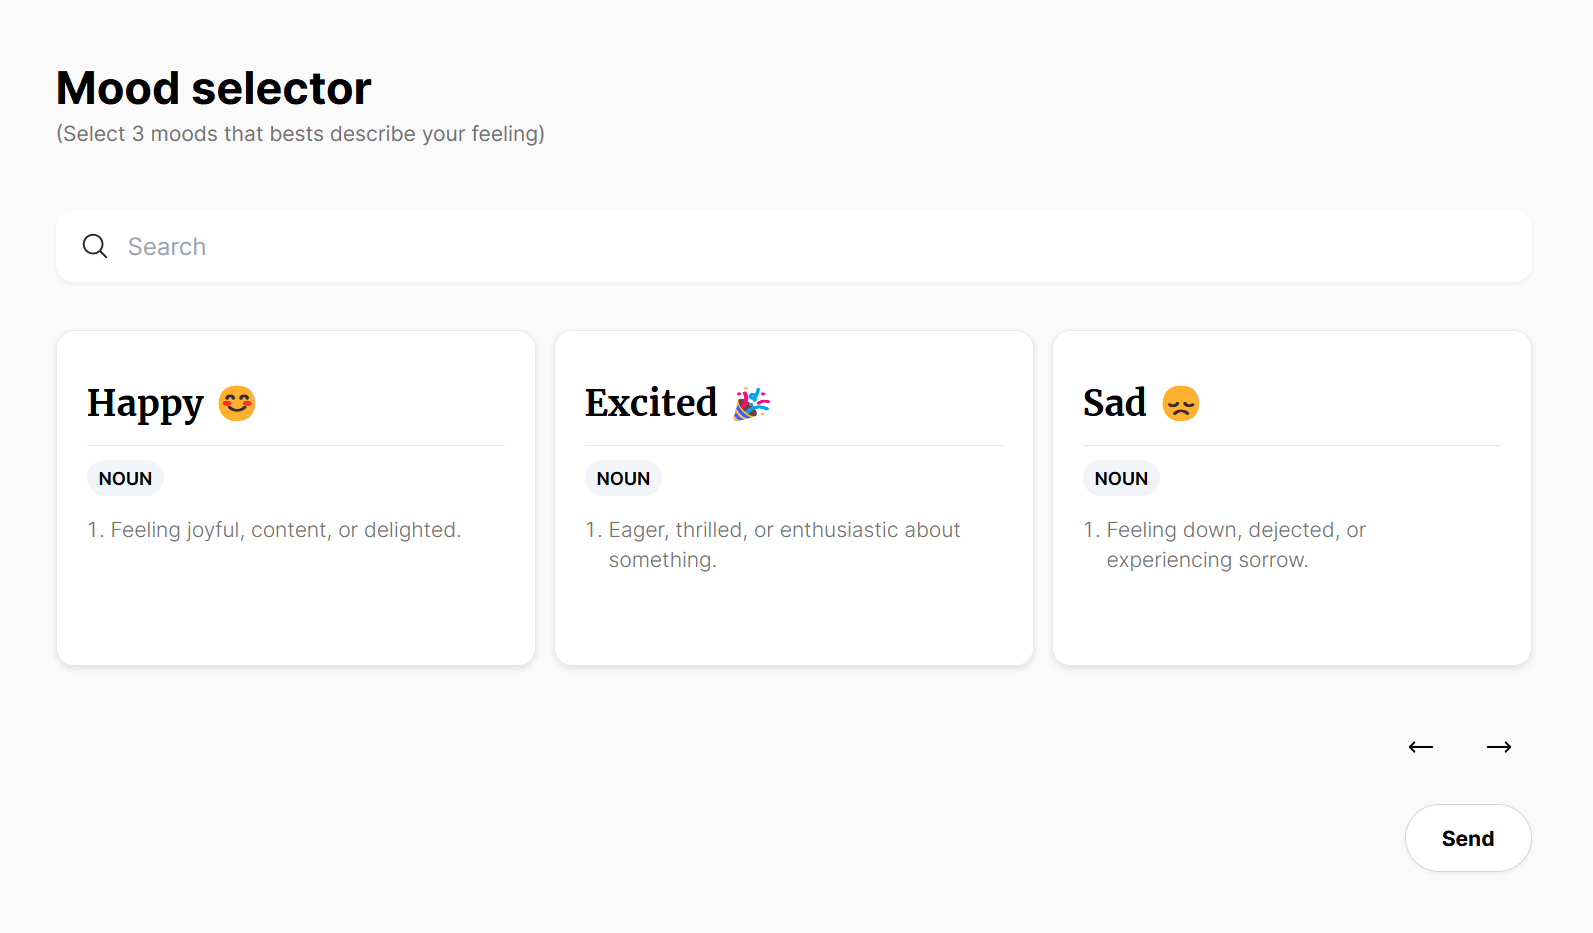 Mood selector
(Select 3 moods that bests describe your feeling)
Search
Happy 😊
NOUN
1. Feeling joyful, content, or delighted.
Excited 🎉
NOUN
1. Eager, thrilled, or enthusiastic about
something.
Sad 😞
NOUN
1. Feeling down, dejected, or
experiencing sorrow.
← →
Send